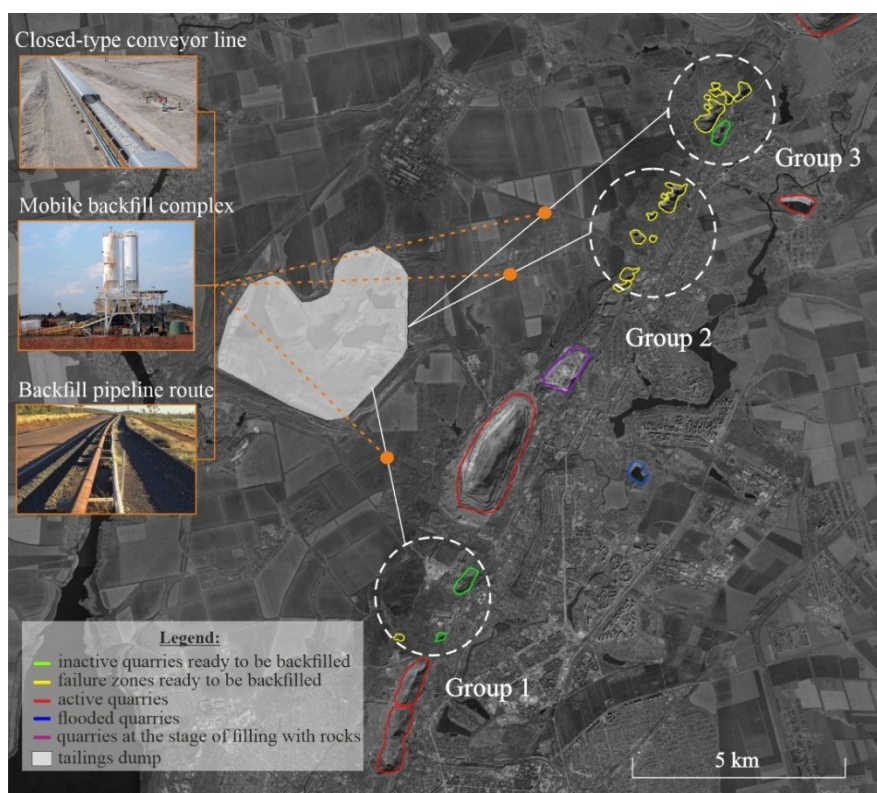 Closed-type conveyor line
Mobile backfill complex
Backfill pipeline route
Group 3
Group 2
Group 1
Legend:
inactive quarries ready to be backfilled
failure zones ready to be backfilled
active quarries
flooded quarries
quarries at the stage of filling with rocks
tailings dump
5 km